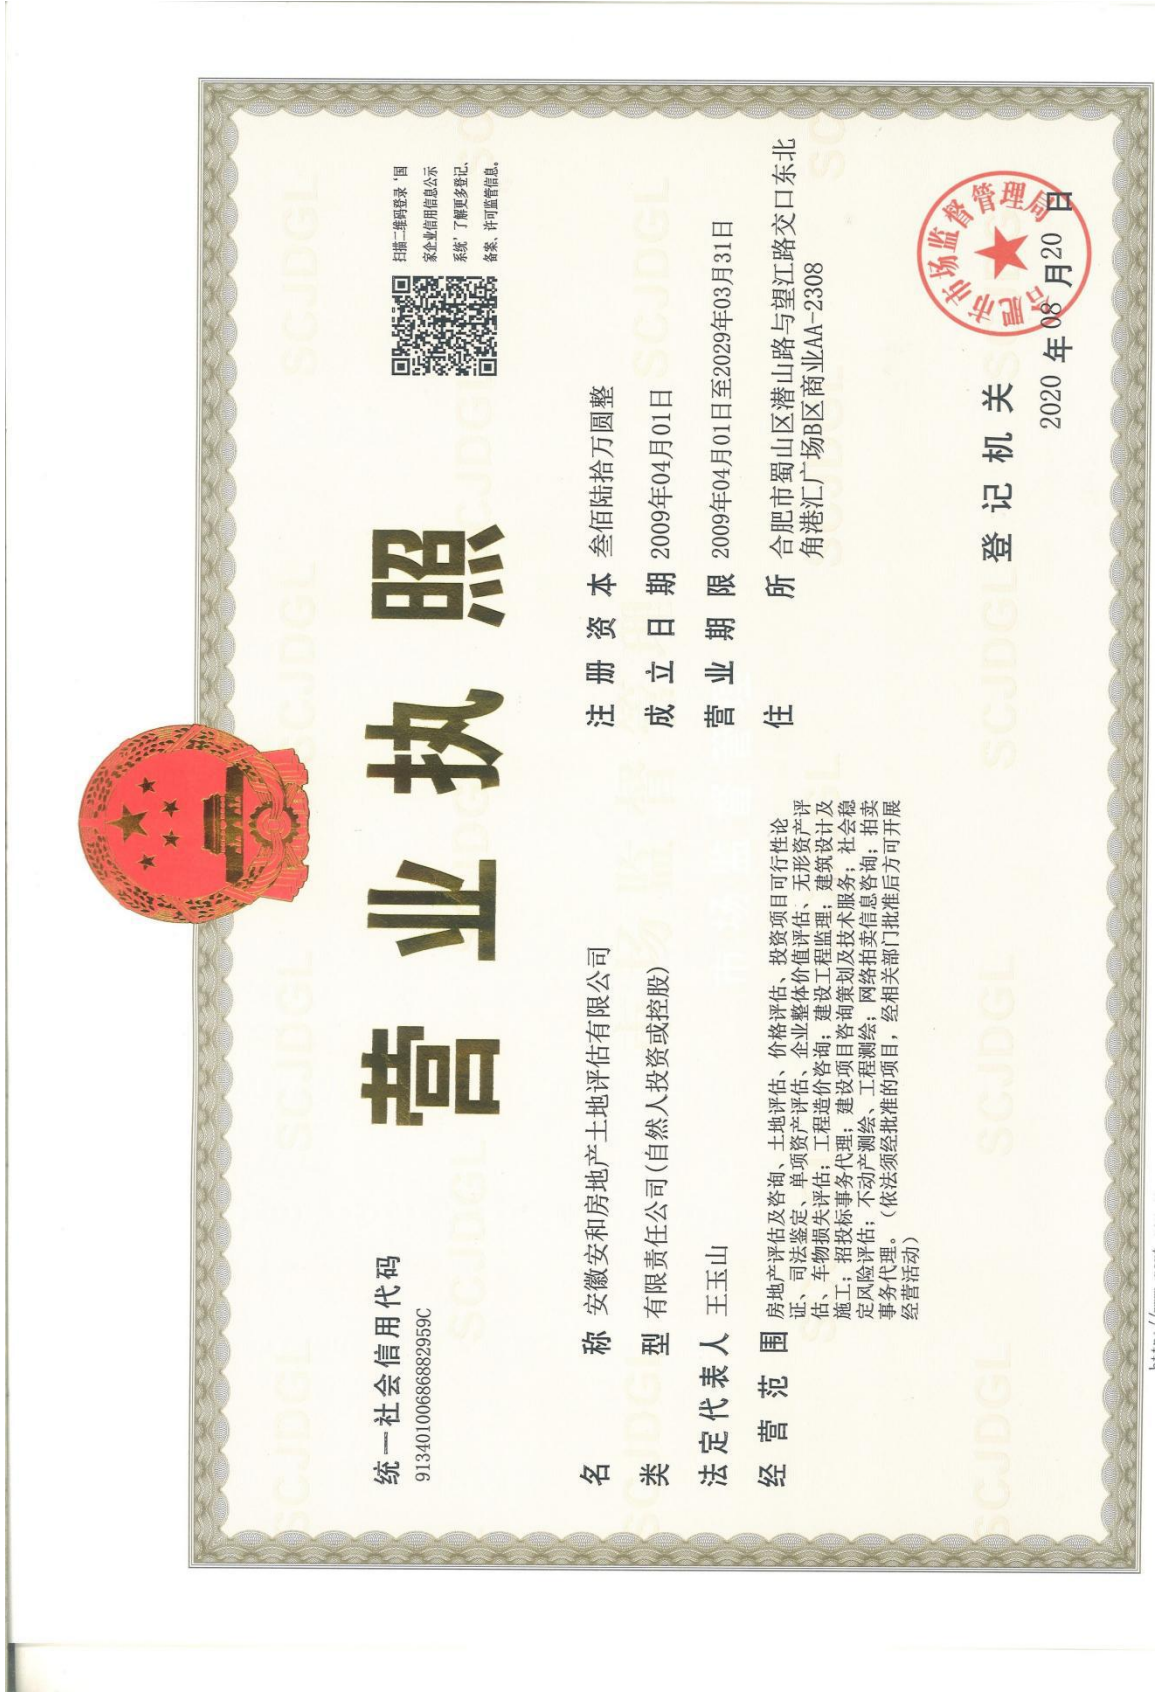 营业执照
统一社会信用代码
91340100686882959C
扫描二维码登录‘国
家企业信用信息公示
系统’了解更多登记、
备案、许可监管信息。
名称 安徽安和房地产土地评估有限公司
类型 有限责任公司(自然人投资或控股)
法定代表人 王玉山
经营范围 房地产评估及咨询、土地评估、价格评估、投资项目可行性论
证、司法鉴定、单项资产评估、企业整体价值评估、无形资产评
估、车物损失评估；工程造价咨询；建设工程监理；建筑设计及
施工；招投标事务代理；建设项目咨询策划及技术服务；社会稳
定风险评估；不动产测绘、工程测绘；网络拍卖信息咨询；拍卖
事务代理。（依法须经批准的项目，经相关部门批准后方可开展
经营活动）
注册资本 叁佰陆拾万圆整
成立日期 2009年04月01日
营业期限 2009年04月01日至2029年03月31日
住所 合肥市蜀山区潜山路与望江路交口东北
角港汇广场B区商业AA-2308
登记机关
合肥市市场监督管理局
2020年08月20日
SCJDGL